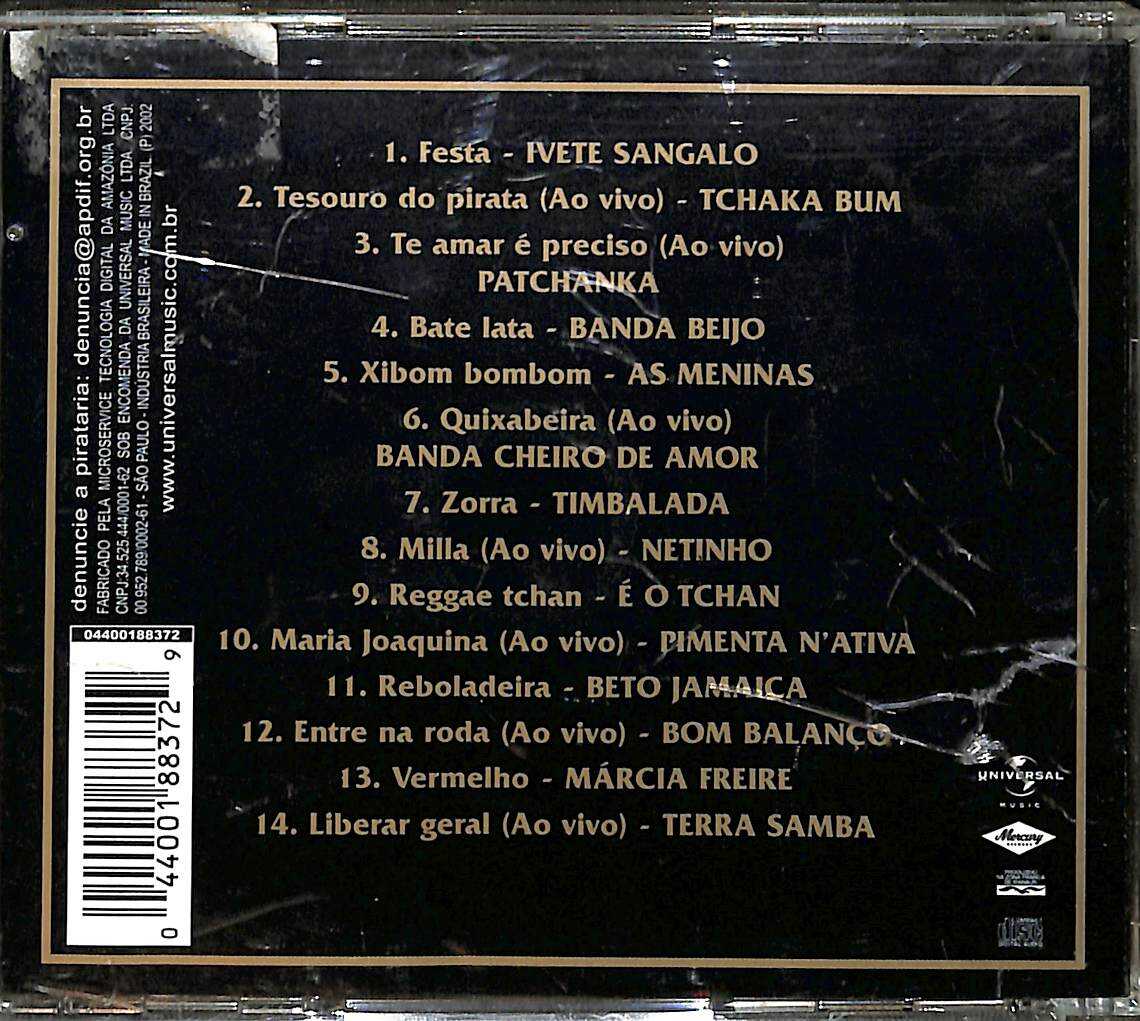 1. Festa - IVETE SANGALO
2. Tesouro do pirata (Ao vivo) - TCHAKA BUM
3. Te amar é preciso (Ao vivo)
PATCHANKA
4. Bate lata - BANDA BEIJO
5. Xibom bombom - AS MENINAS
6. Quixabeira (Ao vivo)
BANDA CHEIRO DE AMOR
7. Zorra - TIMBALADA
8. Milla (Ao vivo) - NETINHO
9. Reggae tchan - É O TCHAN
10. Maria Joaquina (Ao vivo) - PIMENTA N'ATIVA
11. Reboladeira - BETO JAMAICA
12. Entre na roda (Ao vivo) - BOM BALANÇO
13. Vermelho - MÁRCIA FREIRE
14. Liberar geral (Ao vivo) - TERRA SAMBA
denuncie a pirataria: denuncia@apdif.org.br
FABRICADO PELA MICROSERVICE TECNOLOGIA DIGITAL DA AMAZÔNIA LTDA
CNPJ:34.525.444/0001-62 SOB ENCOMENDA DA UNIVERSAL MUSIC LTDA. CNPJ:
00.952.789/0002-61 - SÃO PAULO - INDÚSTRIA BRASILEIRA - MADE IN BRAZIL (P) 2002
www.universalmusic.com.br
04400188372
0 44001 88372 9
UNIVERSAL
MUSIC
Mercury
DIGITAL AUDIO